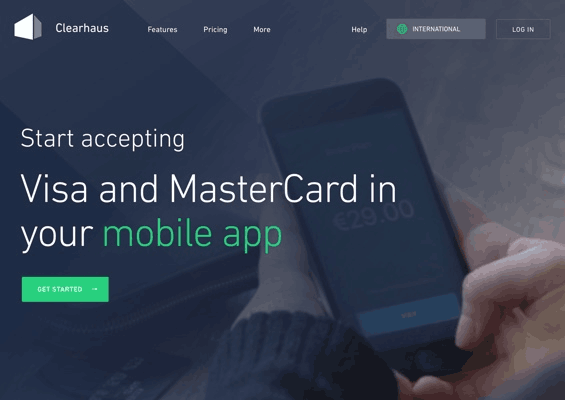 Clearhaus
Features
Pricing
More
Help
INTERNATIONAL
LOG IN
Start accepting
Visa and MasterCard in
your mobile app
€29.00
GET STARTED →